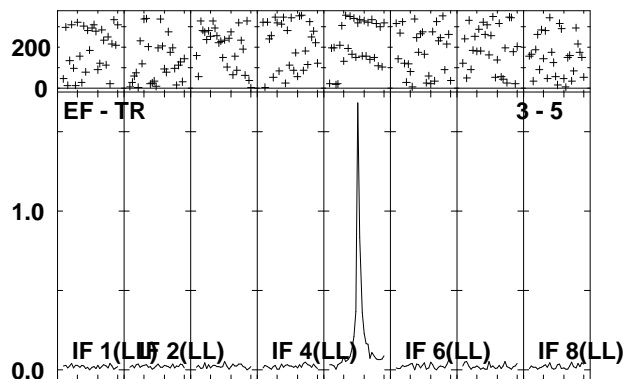 200
0
EF - TR 3 - 5
1.0
IF 1(LL) IF 2(LL) IF 4(LL) IF 6(LL) IF 8(LL)
0.0